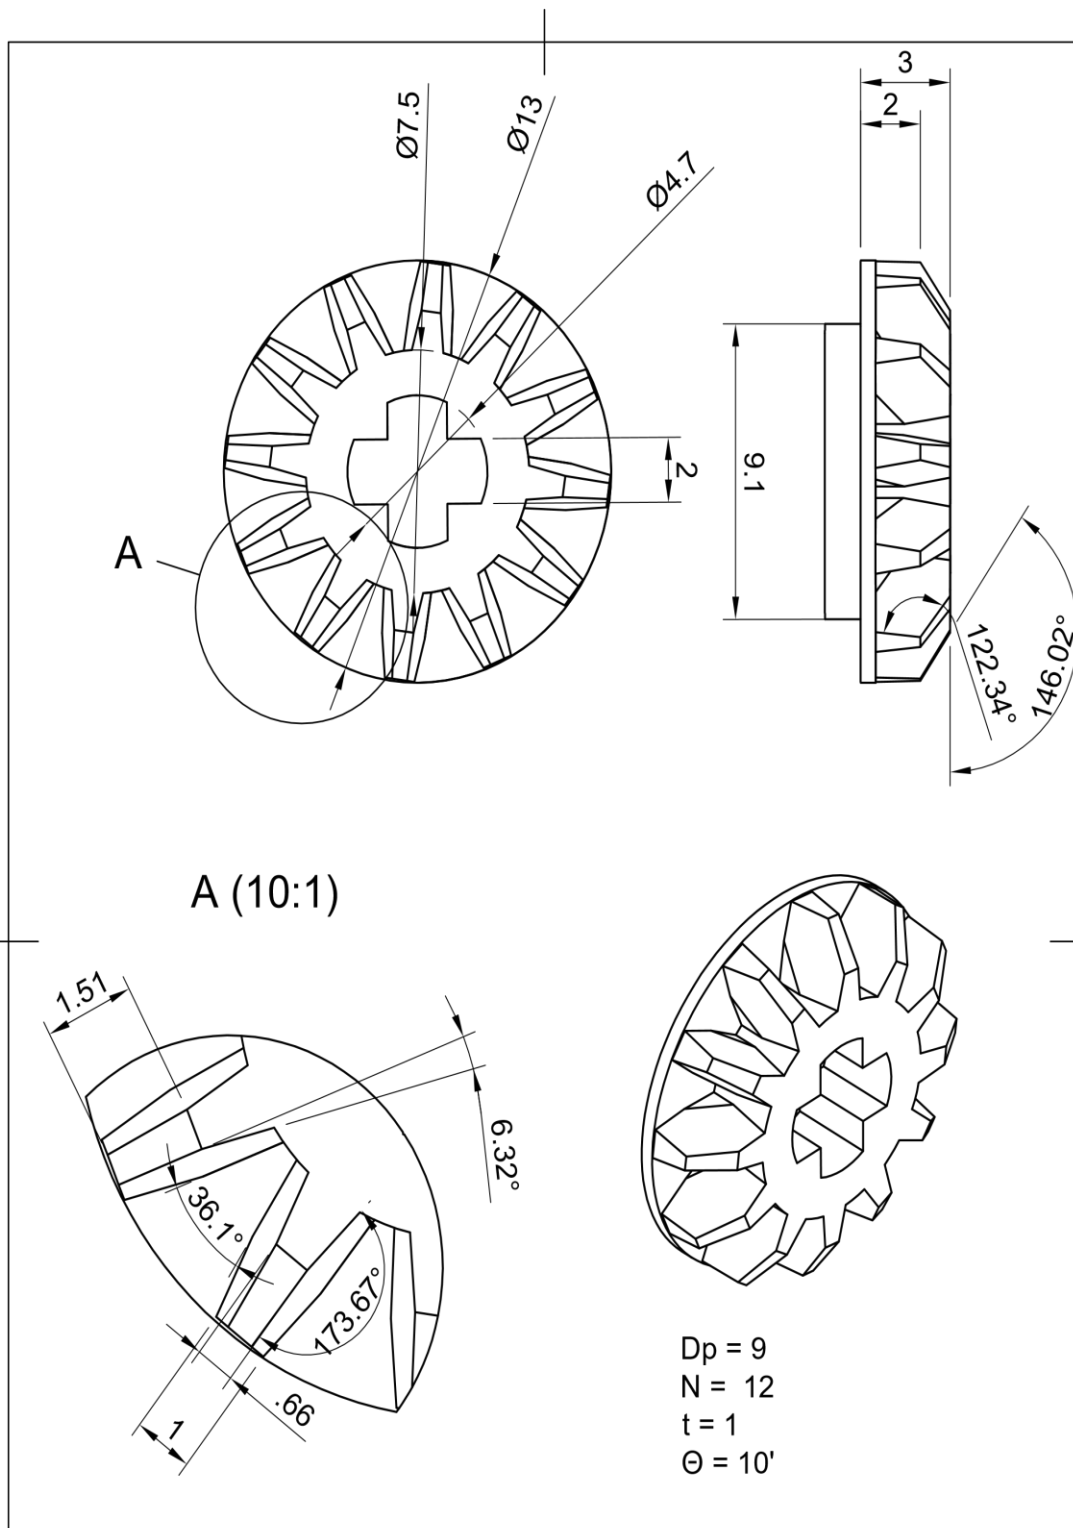 Ø7.5
Ø13
Ø4.7
3
2
2
9.1
A
122.34°
146.02°
A (10:1)
1.51
6.32°
36.1°
173.67°
.66
1
Dp = 9
N = 12
t = 1
Θ = 10'